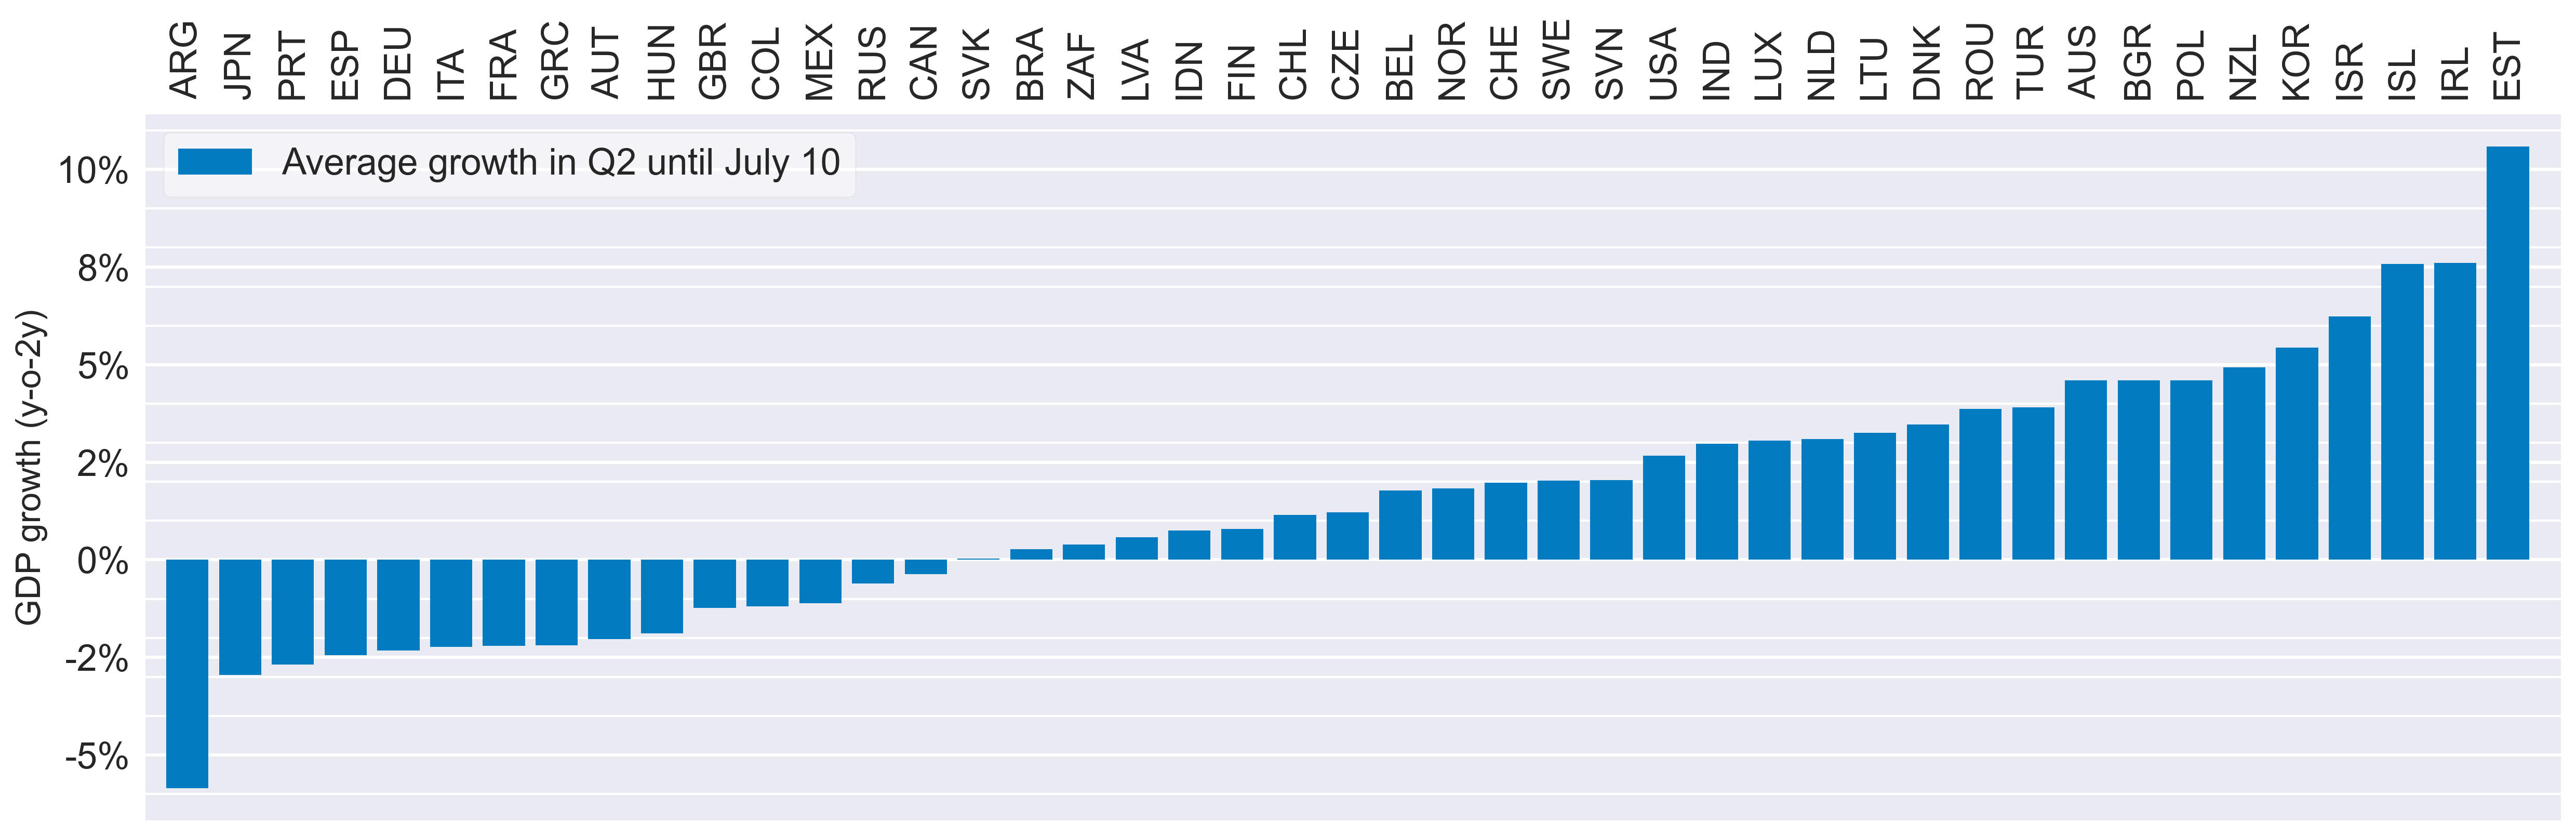 ARG JPN PRT ESP DEU ITA FRA GRC AUT HUN GBR COL MEX RUS CAN SVK BRA ZAF LVA IDN FIN CHL CZE BEL NOR CHE SWE SVN USA IND LUX NLD LTU DNIK ROU TUR AUS BGR POL NZL KOR ISR ISL IRL EST
Average growth in Q2 until July 10
GDP growth (y-o-2y)
10%
8%
5%
2%
0%
-2%
-5%